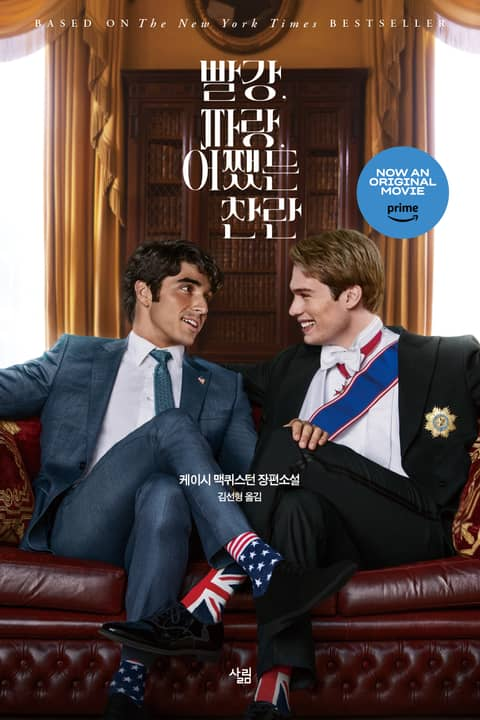 BASED ON The New York Times BESTSELLER
빨강,
파랑,
어쨌든
찬란
NOW AN
ORIGINAL
MOVIE
prime
케이시 맥퀴스턴 장편소설
김선형 옮김
사림